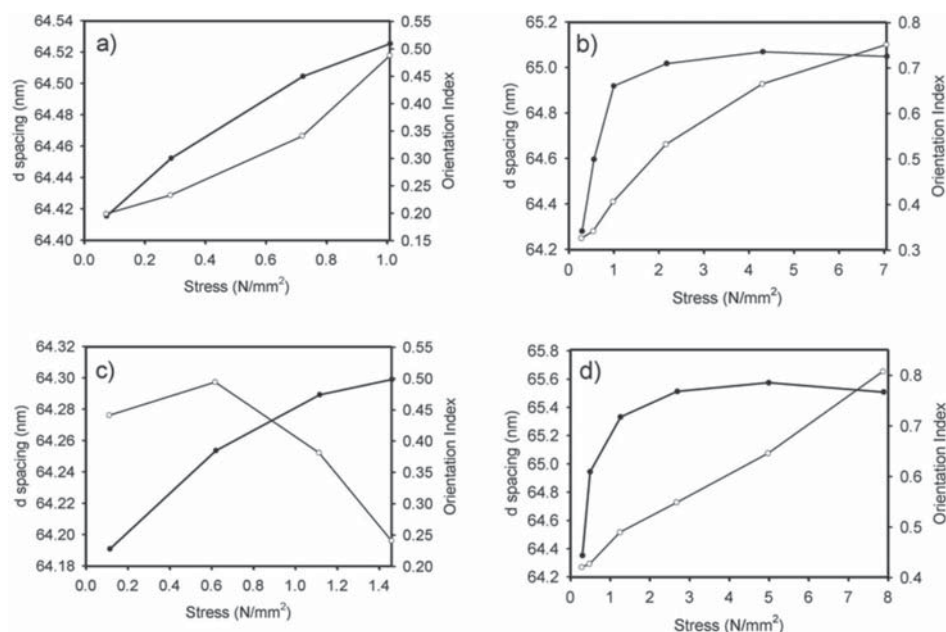 a)
64.54
64.52
64.50
64.48
64.46
64.44
64.42
64.40
d spacing (nm)
0.55
0.50
0.45
0.40
0.35
0.30
0.25
0.20
0.15
Orientation Index
0.0 0.2 0.4 0.6 0.8 1.0
Stress (N/mm²)
b)
65.2
65.0
64.8
64.6
64.4
64.2
d spacing (nm)
0.8
0.7
0.6
0.5
0.4
0.3
Orientation Index
0 1 2 3 4 5 6 7
Stress (N/mm²)
c)
64.32
64.30
64.28
64.26
64.24
64.22
64.20
64.18
d spacing (nm)
0.55
0.50
0.45
0.40
0.35
0.30
0.25
0.20
Orientation Index
0.0 0.2 0.4 0.6 0.8 1.0 1.2 1.4
Stress (N/mm²)
d)
65.8
65.6
65.4
65.2
65.0
64.8
64.6
64.4
64.2
d spacing (nm)
0.8
0.7
0.6
0.5
0.4
Orientation Index
0 1 2 3 4 5 6 7 8
Stress (N/mm²)